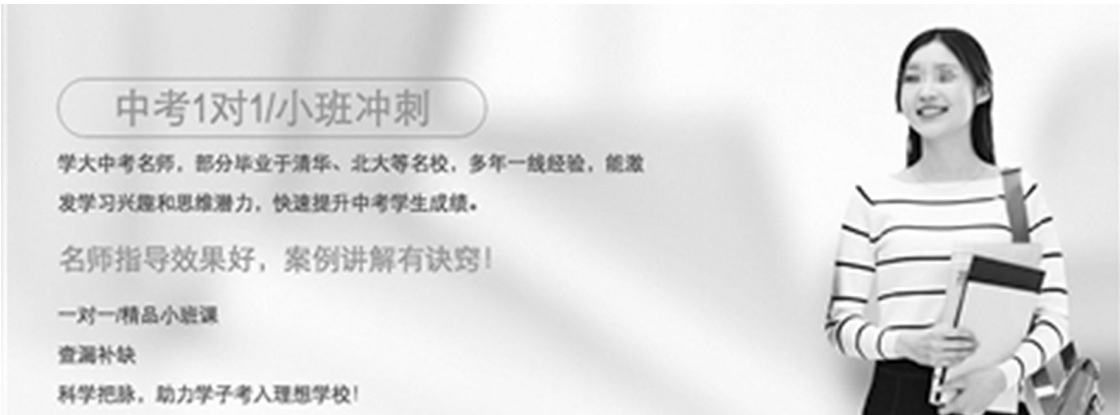 中考1对1/小班冲刺
学大中考名师，部分毕业于清华、北大等名校，多年一线经验，能激
发学习兴趣和思维潜力，快速提升中考学生成绩。
名师指导效果好，案例讲解有诀窍！
一对一/精品小班课
查漏补缺
科学把脉，助力学子考入理想学校！